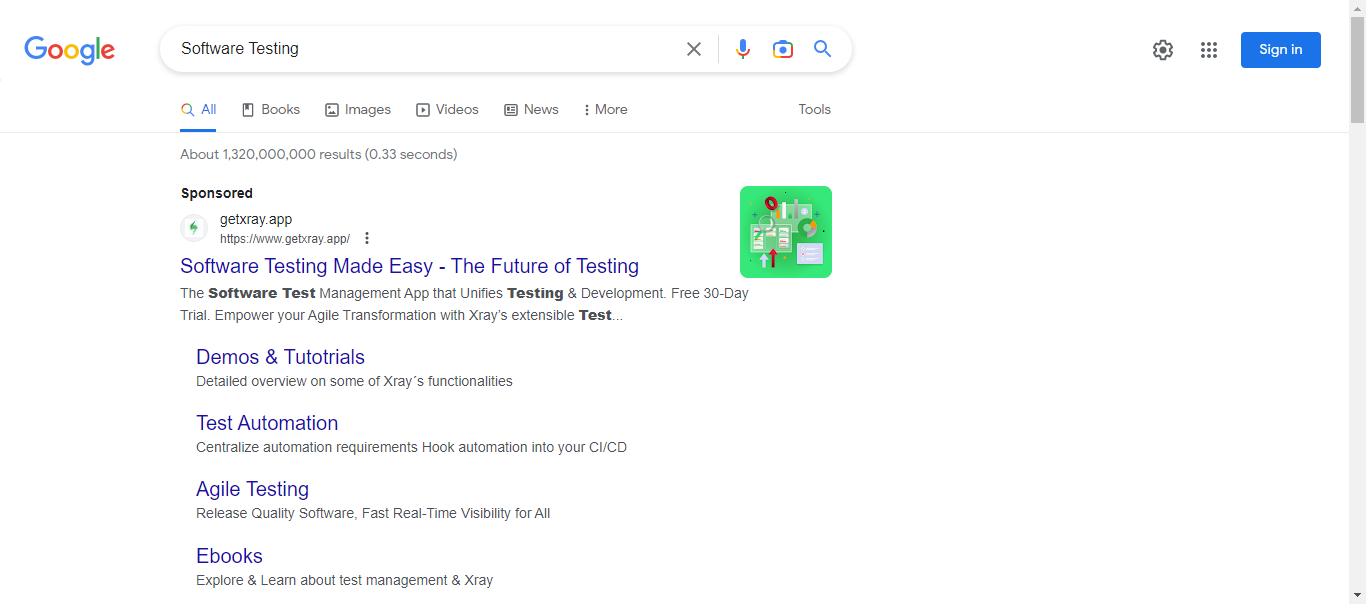 Google
Software Testing
Sign in
All
Books
Images
Videos
News
More
Tools
About 1,320,000,000 results (0.33 seconds)
Sponsored
getxray.app
https://www.getxray.app/
Software Testing Made Easy - The Future of Testing
The Software Test Management App that Unifies Testing & Development. Free 30-Day
Trial. Empower your Agile Transformation with Xray's extensible Test...
Demos & Tutotrials
Detailed overview on some of Xray´s functionalities
Test Automation
Centralize automation requirements Hook automation into your CI/CD
Agile Testing
Release Quality Software, Fast Real-Time Visibility for All
Ebooks
Explore & Learn about test management & Xray